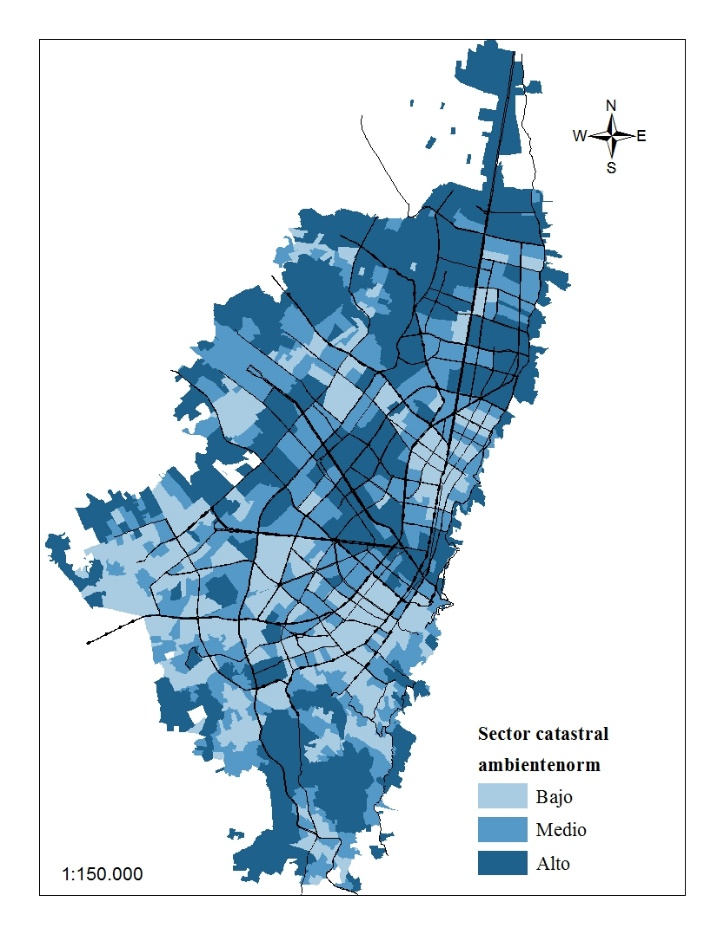 N
W E
S
Sector catastral
ambientenorm
Bajo
Medio
Alto
1:150.000